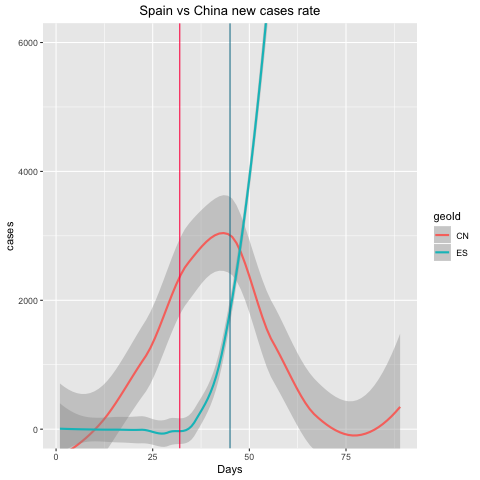 Spain vs China new cases rate
6000
4000
2000
0
cases
0 25 50 75
Days
geoId
CN
ES